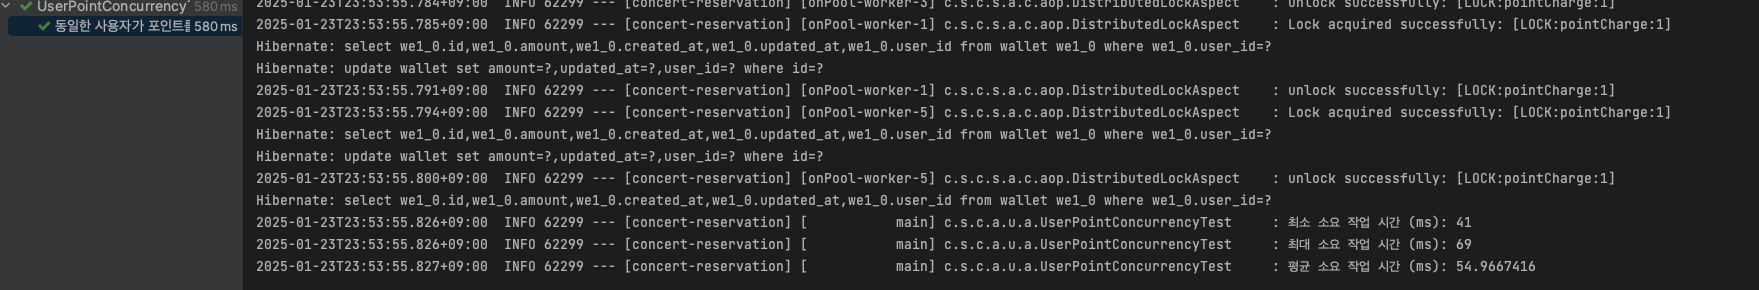 UserPointConcurrency 580 ms
동일한 사용자가 포인트를 580 ms
2025-01-23T23:53:55.784+09:00  INFO 62299 --- [concert-reservation] [onPool-worker-3] c.s.c.s.a.c.aop.DistributedLockAspect    : unlock successfully: [LOCK:pointCharge:1]
2025-01-23T23:53:55.785+09:00  INFO 62299 --- [concert-reservation] [onPool-worker-1] c.s.c.s.a.c.aop.DistributedLockAspect    : Lock acquired successfully: [LOCK:pointCharge:1]
Hibernate: select we1_0.id,we1_0.amount,we1_0.created_at,we1_0.updated_at,we1_0.user_id from wallet we1_0 where we1_0.user_id=?
Hibernate: update wallet set amount=?,updated_at=?,user_id=? where id=?
2025-01-23T23:53:55.791+09:00  INFO 62299 --- [concert-reservation] [onPool-worker-1] c.s.c.s.a.c.aop.DistributedLockAspect    : unlock successfully: [LOCK:pointCharge:1]
2025-01-23T23:53:55.794+09:00  INFO 62299 --- [concert-reservation] [onPool-worker-5] c.s.c.s.a.c.aop.DistributedLockAspect    : Lock acquired successfully: [LOCK:pointCharge:1]
Hibernate: select we1_0.id,we1_0.amount,we1_0.created_at,we1_0.updated_at,we1_0.user_id from wallet we1_0 where we1_0.user_id=?
Hibernate: update wallet set amount=?,updated_at=?,user_id=? where id=?
2025-01-23T23:53:55.800+09:00  INFO 62299 --- [concert-reservation] [onPool-worker-5] c.s.c.s.a.c.aop.DistributedLockAspect    : unlock successfully: [LOCK:pointCharge:1]
Hibernate: select we1_0.id,we1_0.amount,we1_0.created_at,we1_0.updated_at,we1_0.user_id from wallet we1_0 where we1_0.user_id=?
2025-01-23T23:53:55.826+09:00  INFO 62299 --- [concert-reservation] [           main] c.s.c.a.u.a.UserPointConcurrencyTest     : 최소 소요 작업 시간 (ms): 41
2025-01-23T23:53:55.826+09:00  INFO 62299 --- [concert-reservation] [           main] c.s.c.a.u.a.UserPointConcurrencyTest     : 최대 소요 작업 시간 (ms): 69
2025-01-23T23:53:55.827+09:00  INFO 62299 --- [concert-reservation] [           main] c.s.c.a.u.a.UserPointConcurrencyTest     : 평균 소요 작업 시간 (ms): 54.9667416